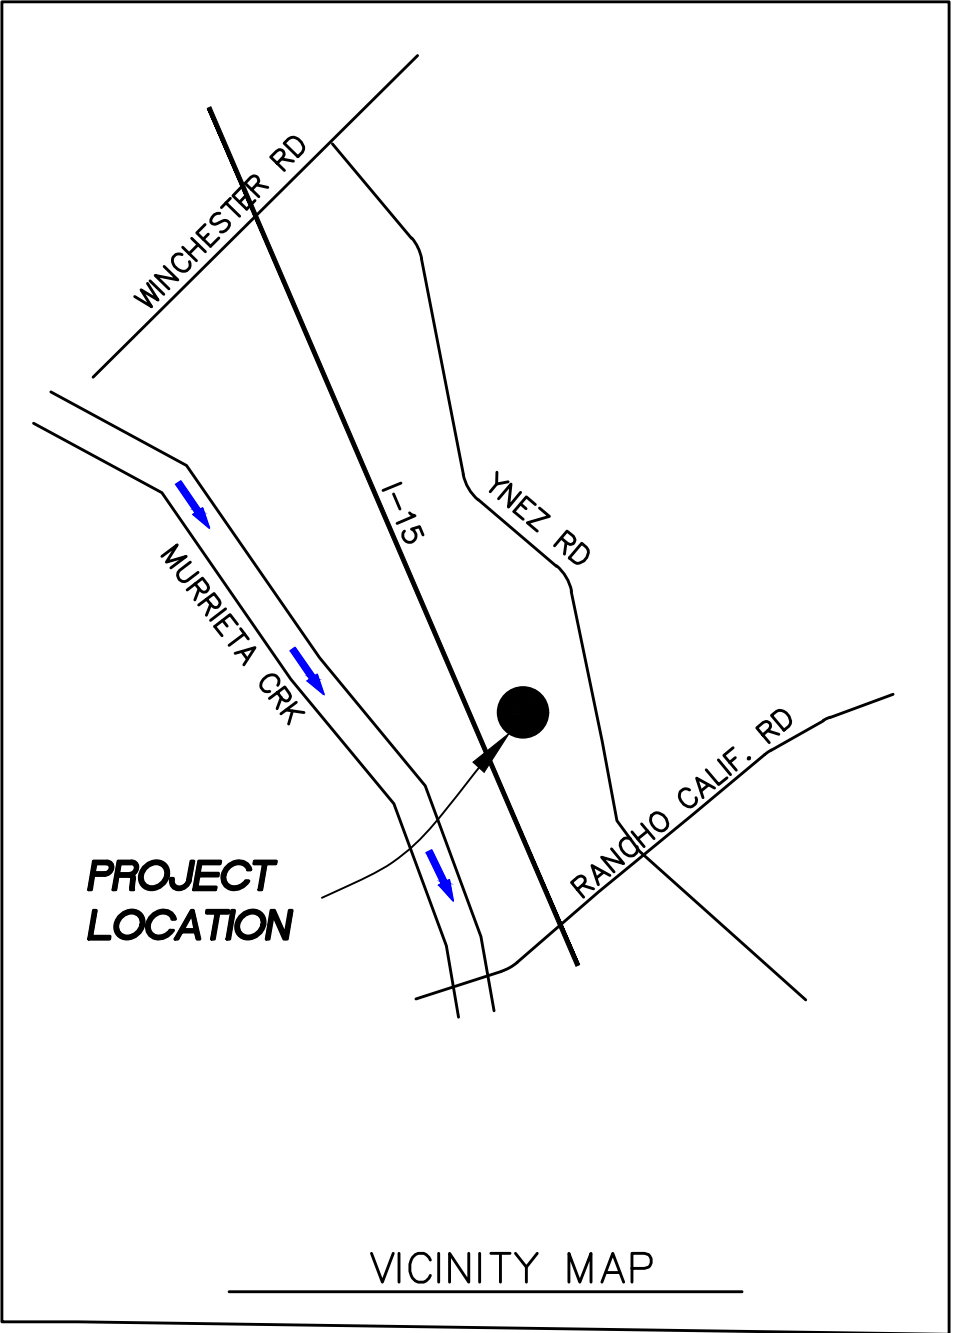 WINCHESTER RD
I-15
YNEZ RD
MURRIETA CRK
RANCHO CALIF. RD
PROJECT
LOCATION
VICINITY MAP